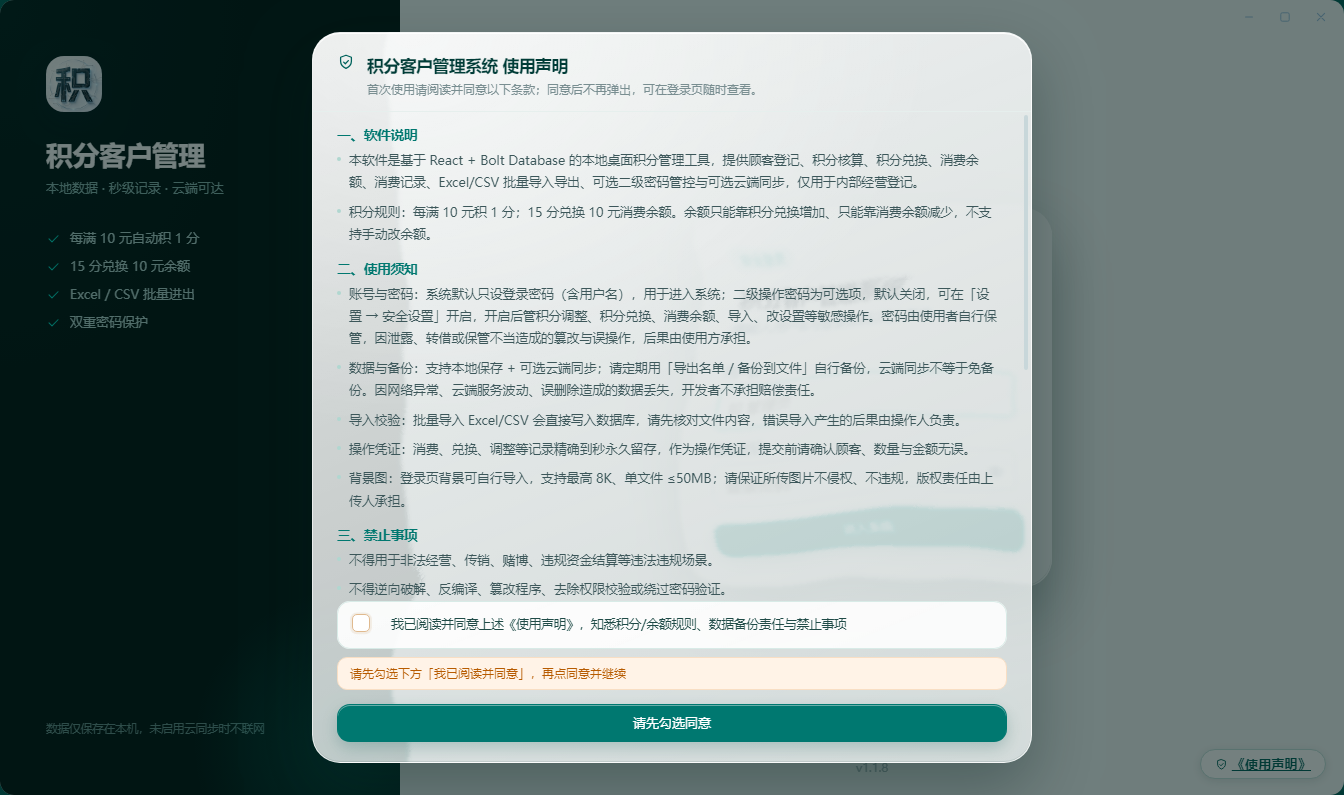 积
积分客户管理
本地数据 · 秒级记录 · 云端可达
每满 10 元自动积 1 分
15 分兑换 10 元余额
Excel / CSV 批量进出
双重密码保护
数据仅保存在本机，未启用云同步时不联网
积分客户管理系统 使用声明
首次使用请阅读并同意以下条款；同意后不再弹出，可在登录页随时查看。
一、软件说明
本软件是基于 React + Bolt Database 的本地桌面积分管理工具，提供顾客登记、积分核算、积分兑换、消费余
额、消费记录、Excel/CSV 批量导入导出、可选二级密码管控与可选云端同步，仅用于内部经营登记。
积分规则：每满 10 元积 1 分；15 分兑换 10 元消费余额。余额只能靠积分兑换增加、只能靠消费余额减少，不支
持手动改余额。
二、使用须知
账号与密码：系统默认只设登录密码（含用户名），用于进入系统；二级操作密码为可选项，默认关闭，可在「设
置 → 安全设置」开启，开启后管积分调整、积分兑换、消费余额、导入、改设置等敏感操作。密码由使用者自行保
管，因泄露、转借或保管不当造成的篡改与误操作，后果由使用方承担。
数据与备份：支持本地保存 + 可选云端同步；请定期用「导出名单 / 备份到文件」自行备份，云端同步不等于免备
份。因网络异常、云端服务波动、误删除造成的数据丢失，开发者不承担赔偿责任。
导入校验：批量导入 Excel/CSV 会直接写入数据库，请先核对文件内容，错误导入产生的后果由操作人负责。
操作凭证：消费、兑换、调整等记录精确到秒永久留存，作为操作凭证，提交前请确认顾客、数量与金额无误。
背景图：登录页背景可自行导入，支持最高 8K、单文件 ≤50MB；请保证所传图片不侵权、不违规，版权责任由上
传人承担。
三、禁止事项
不得用于非法经营、传销、赌博、违规资金结算等违法违规场景。
不得逆向破解、反编译、篡改程序、去除权限校验或绕过密码验证。
我已阅读并同意上述《使用声明》，知悉积分/余额规则、数据备份责任与禁止事项
请先勾选下方「我已阅读并同意」，再点同意并继续
请先勾选同意
v1.1.8
《使用声明》